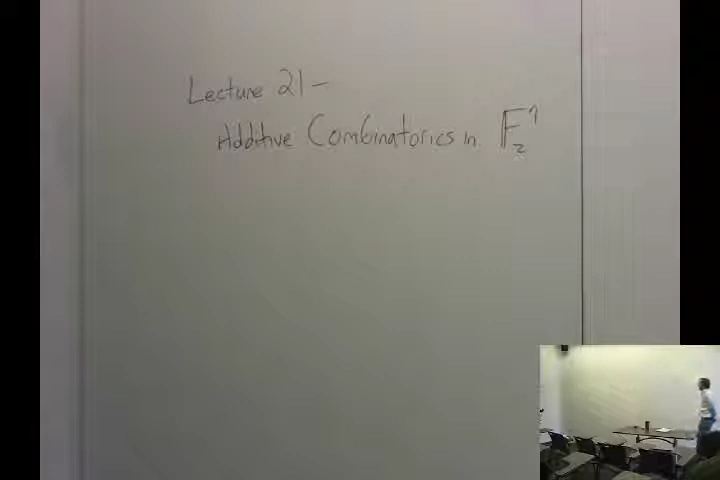 Lecture 21 -
Additive Combinatorics in 𝔽₂ⁿ